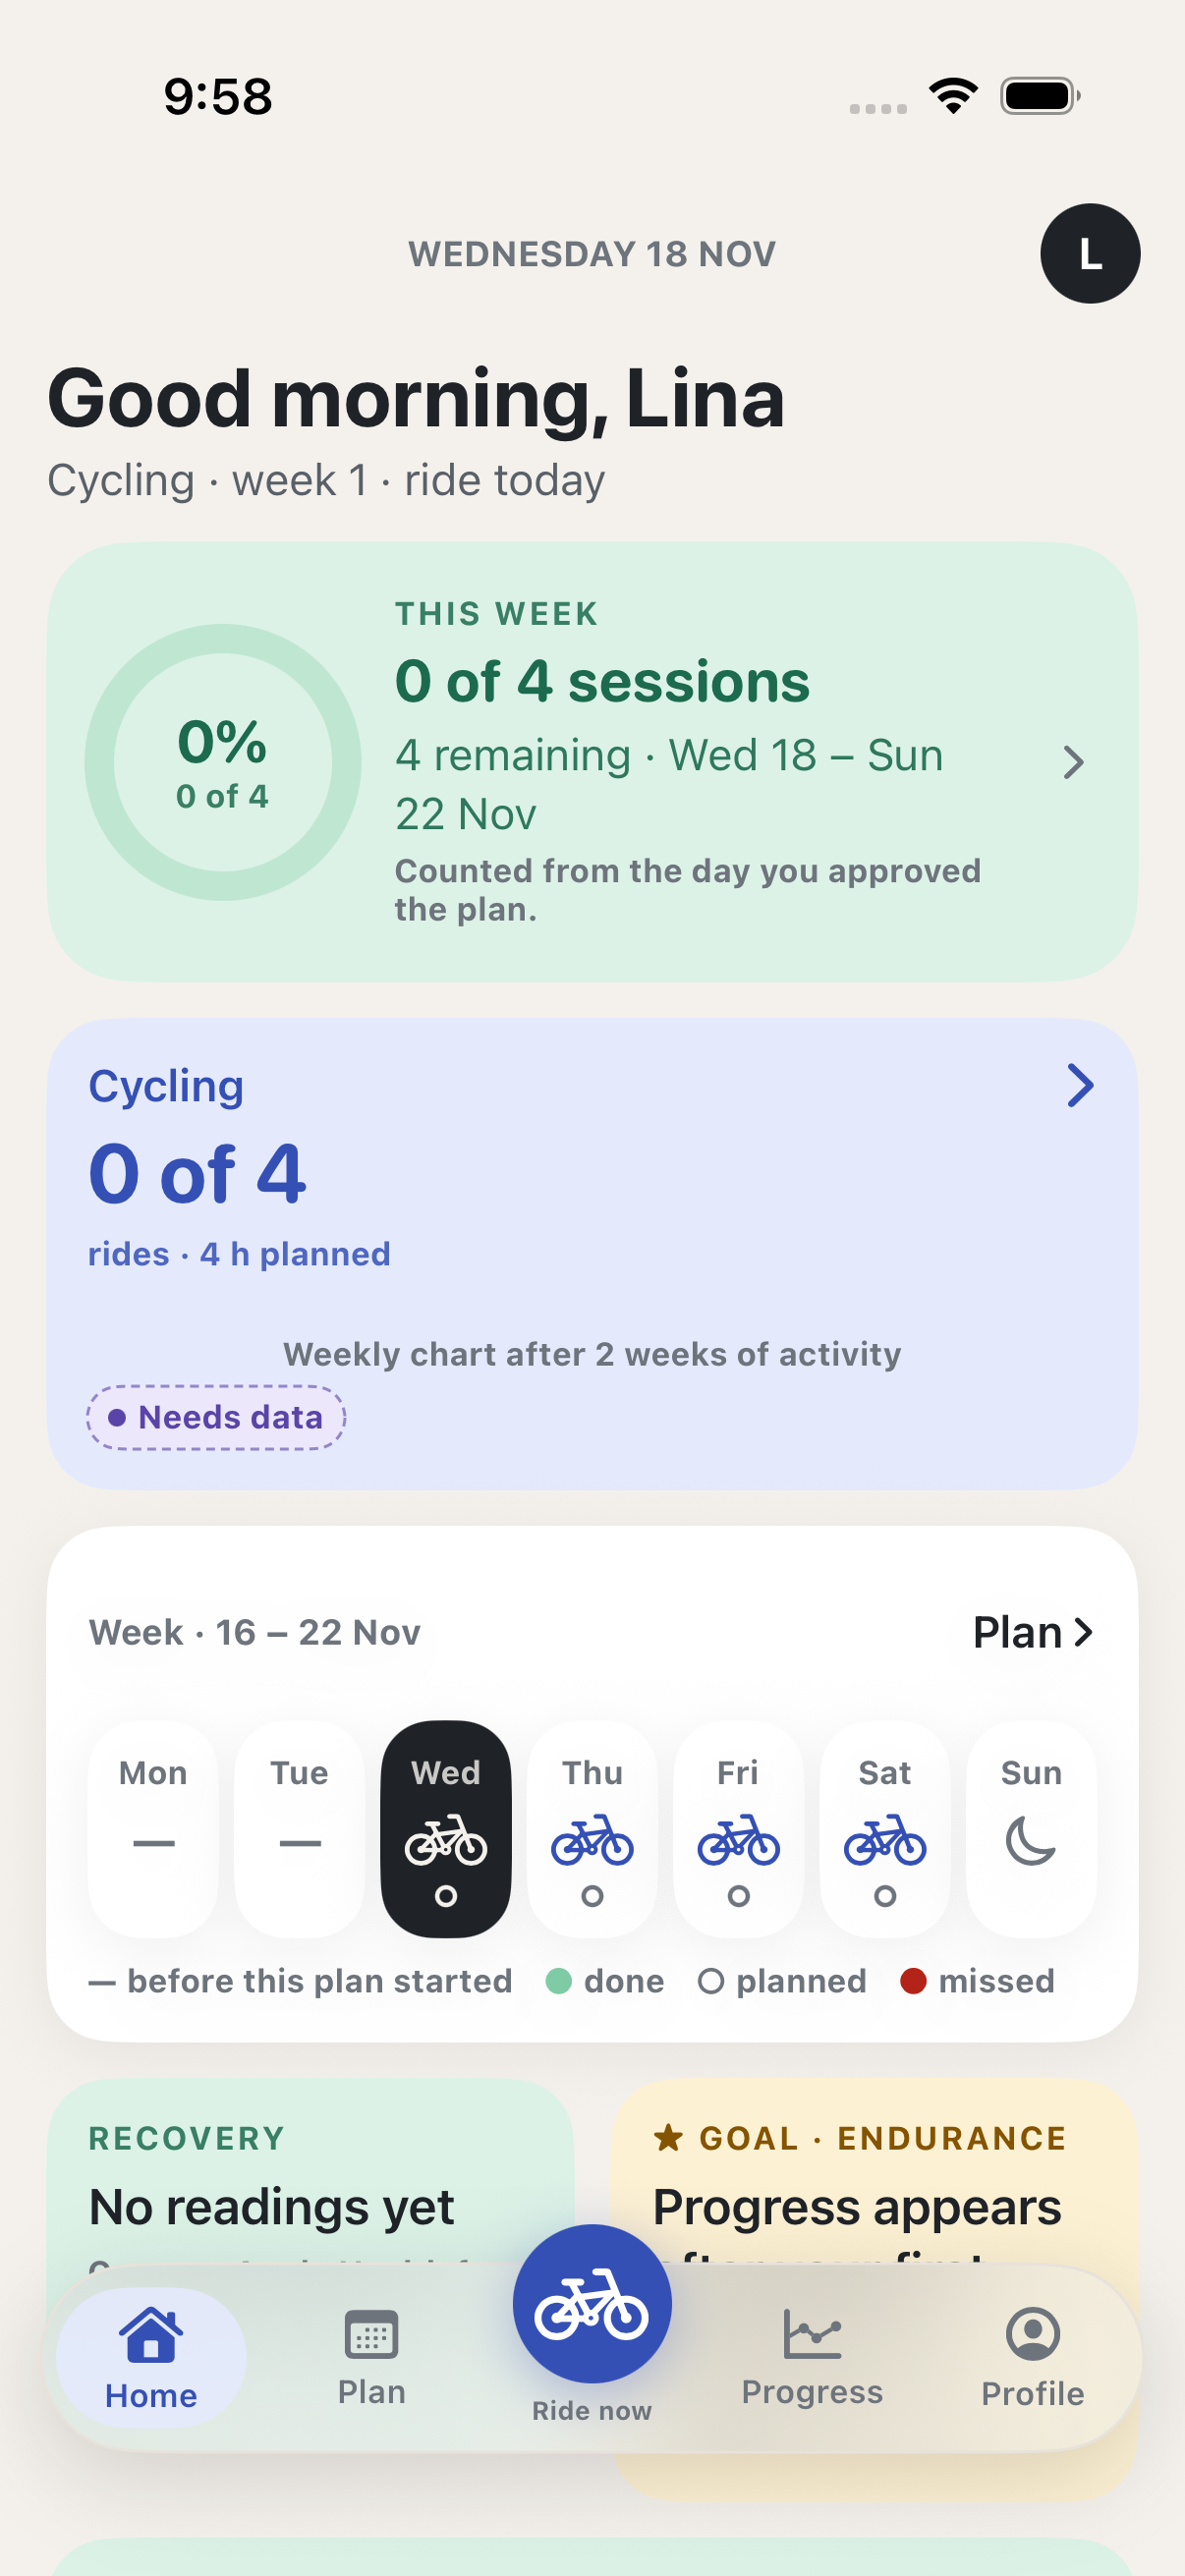 9:58
WEDNESDAY 18 NOV
L
Good morning, Lina
Cycling · week 1 · ride today
THIS WEEK
0 of 4 sessions
0%
0 of 4
4 remaining · Wed 18 – Sun
22 Nov
Counted from the day you approved
the plan.
Cycling
0 of 4
rides · 4 h planned
Weekly chart after 2 weeks of activity
Needs data
Week · 16 – 22 Nov
Plan
Mon Tue Wed Thu Fri Sat Sun
— before this plan started done planned missed
RECOVERY
No readings yet
GOAL · ENDURANCE
Progress appears
after your first
Home
Plan
Ride now
Progress
Profile